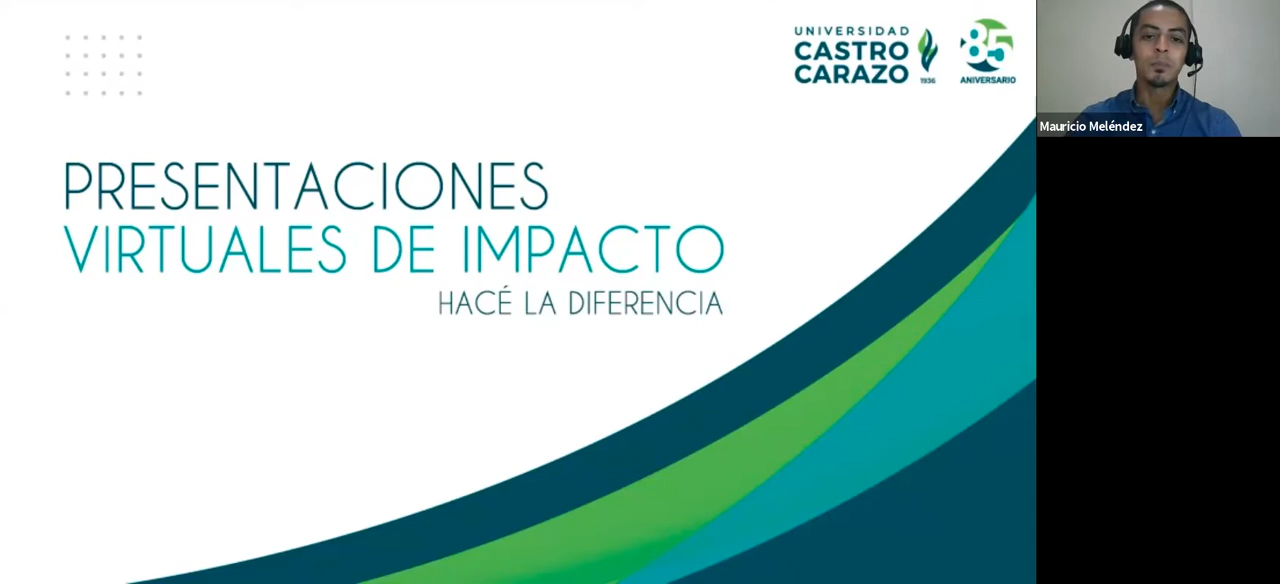 UNIVERSIDAD
CASTRO
CARAZO
1936
85
ANIVERSARIO
PRESENTACIONES
VIRTUALES DE IMPACTO
HACÉ LA DIFERENCIA
Mauricio Meléndez